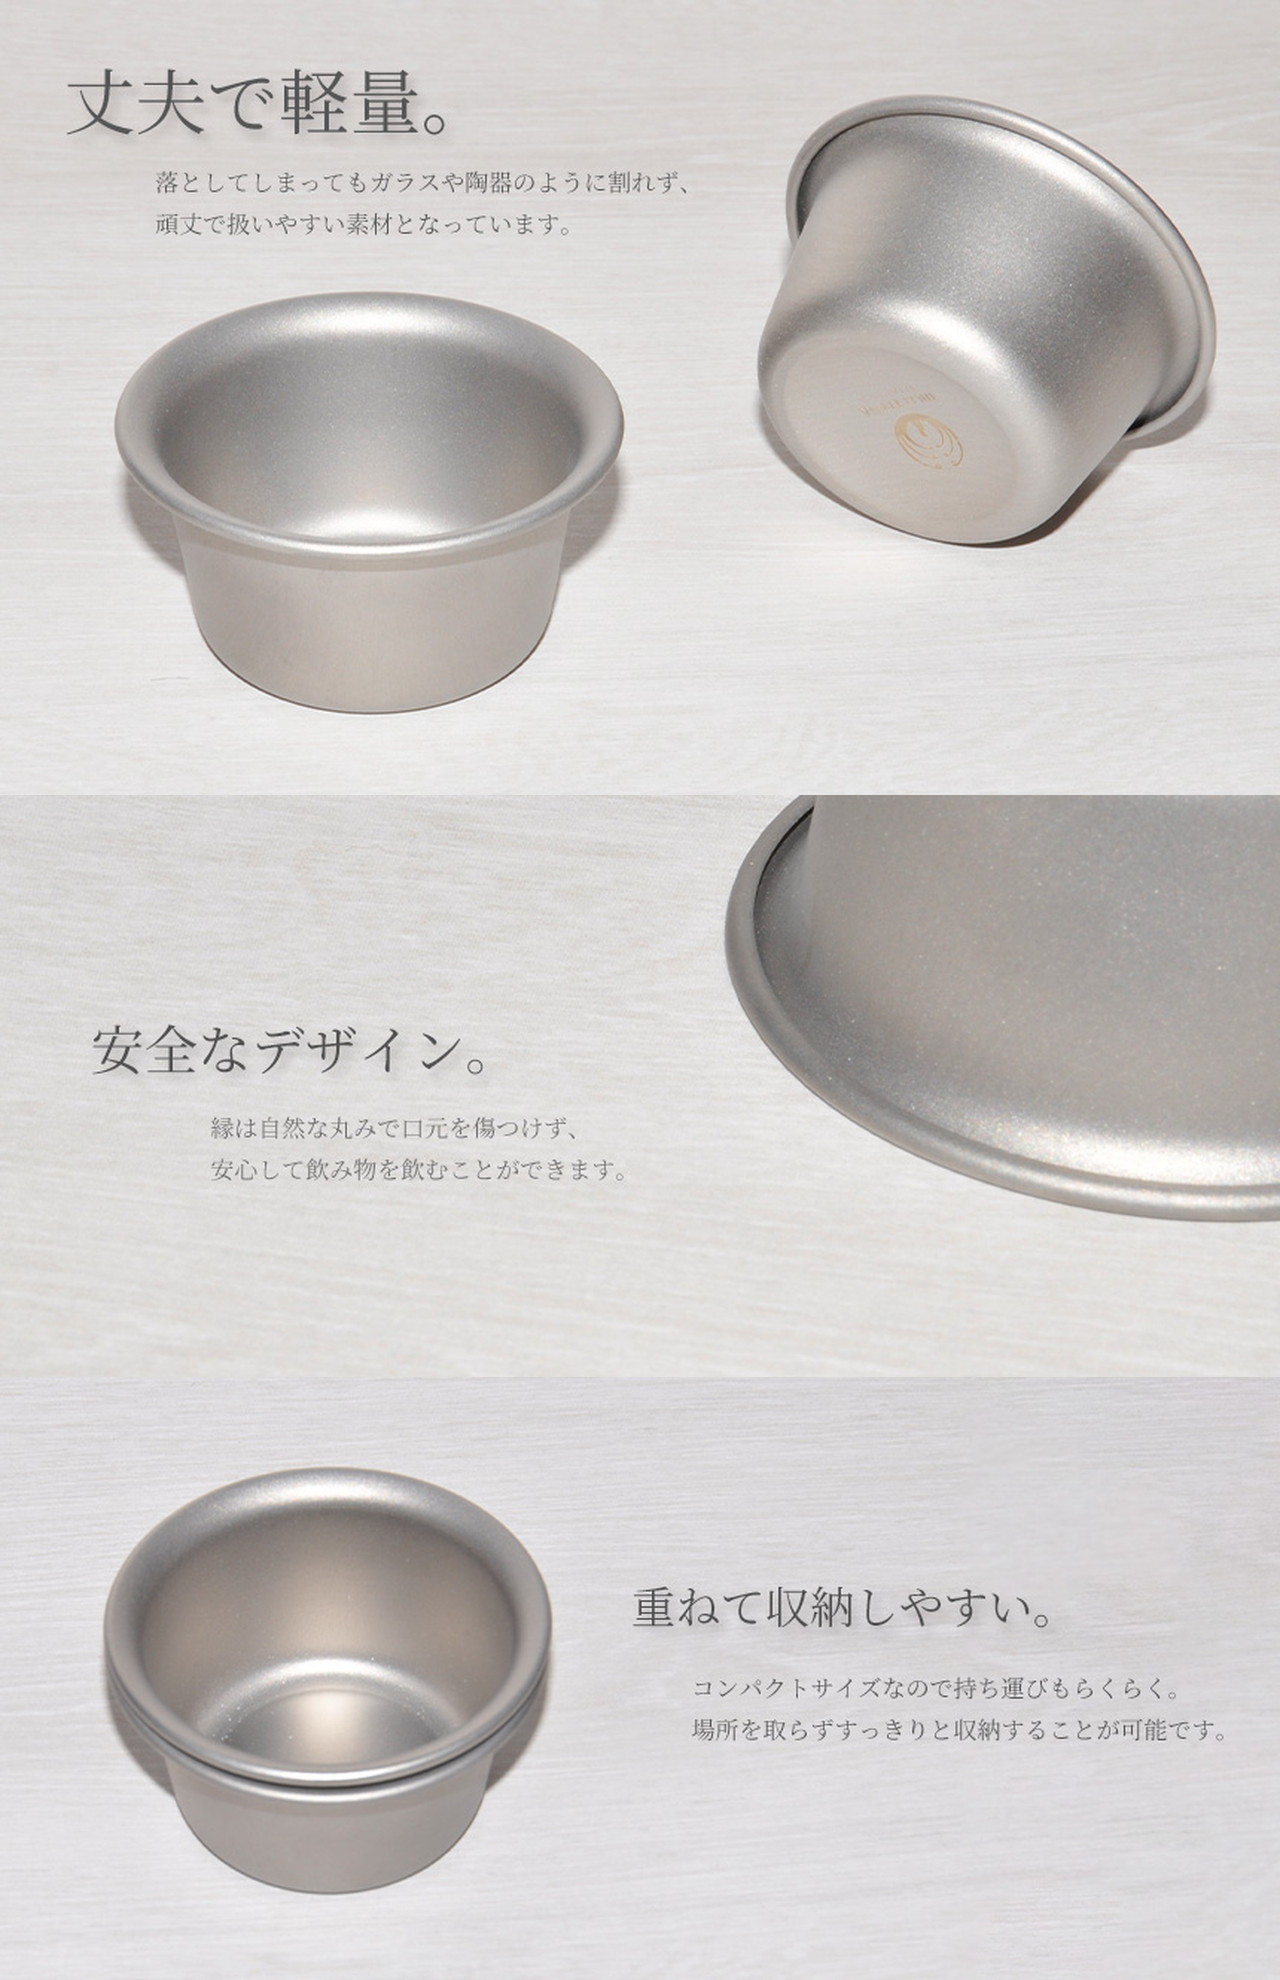 丈夫で軽量。
落としてしまってもガラスや陶器のように割れず、
頑丈で扱いやすい素材となっています。
安全なデザイン。
縁は自然な丸みで口元を傷つけず、
安心して飲み物を飲むことができます。
重ねて収納しやすい。
コンパクトサイズなので持ち運びもらくらく。
場所を取らずすっきりと収納することが可能です。